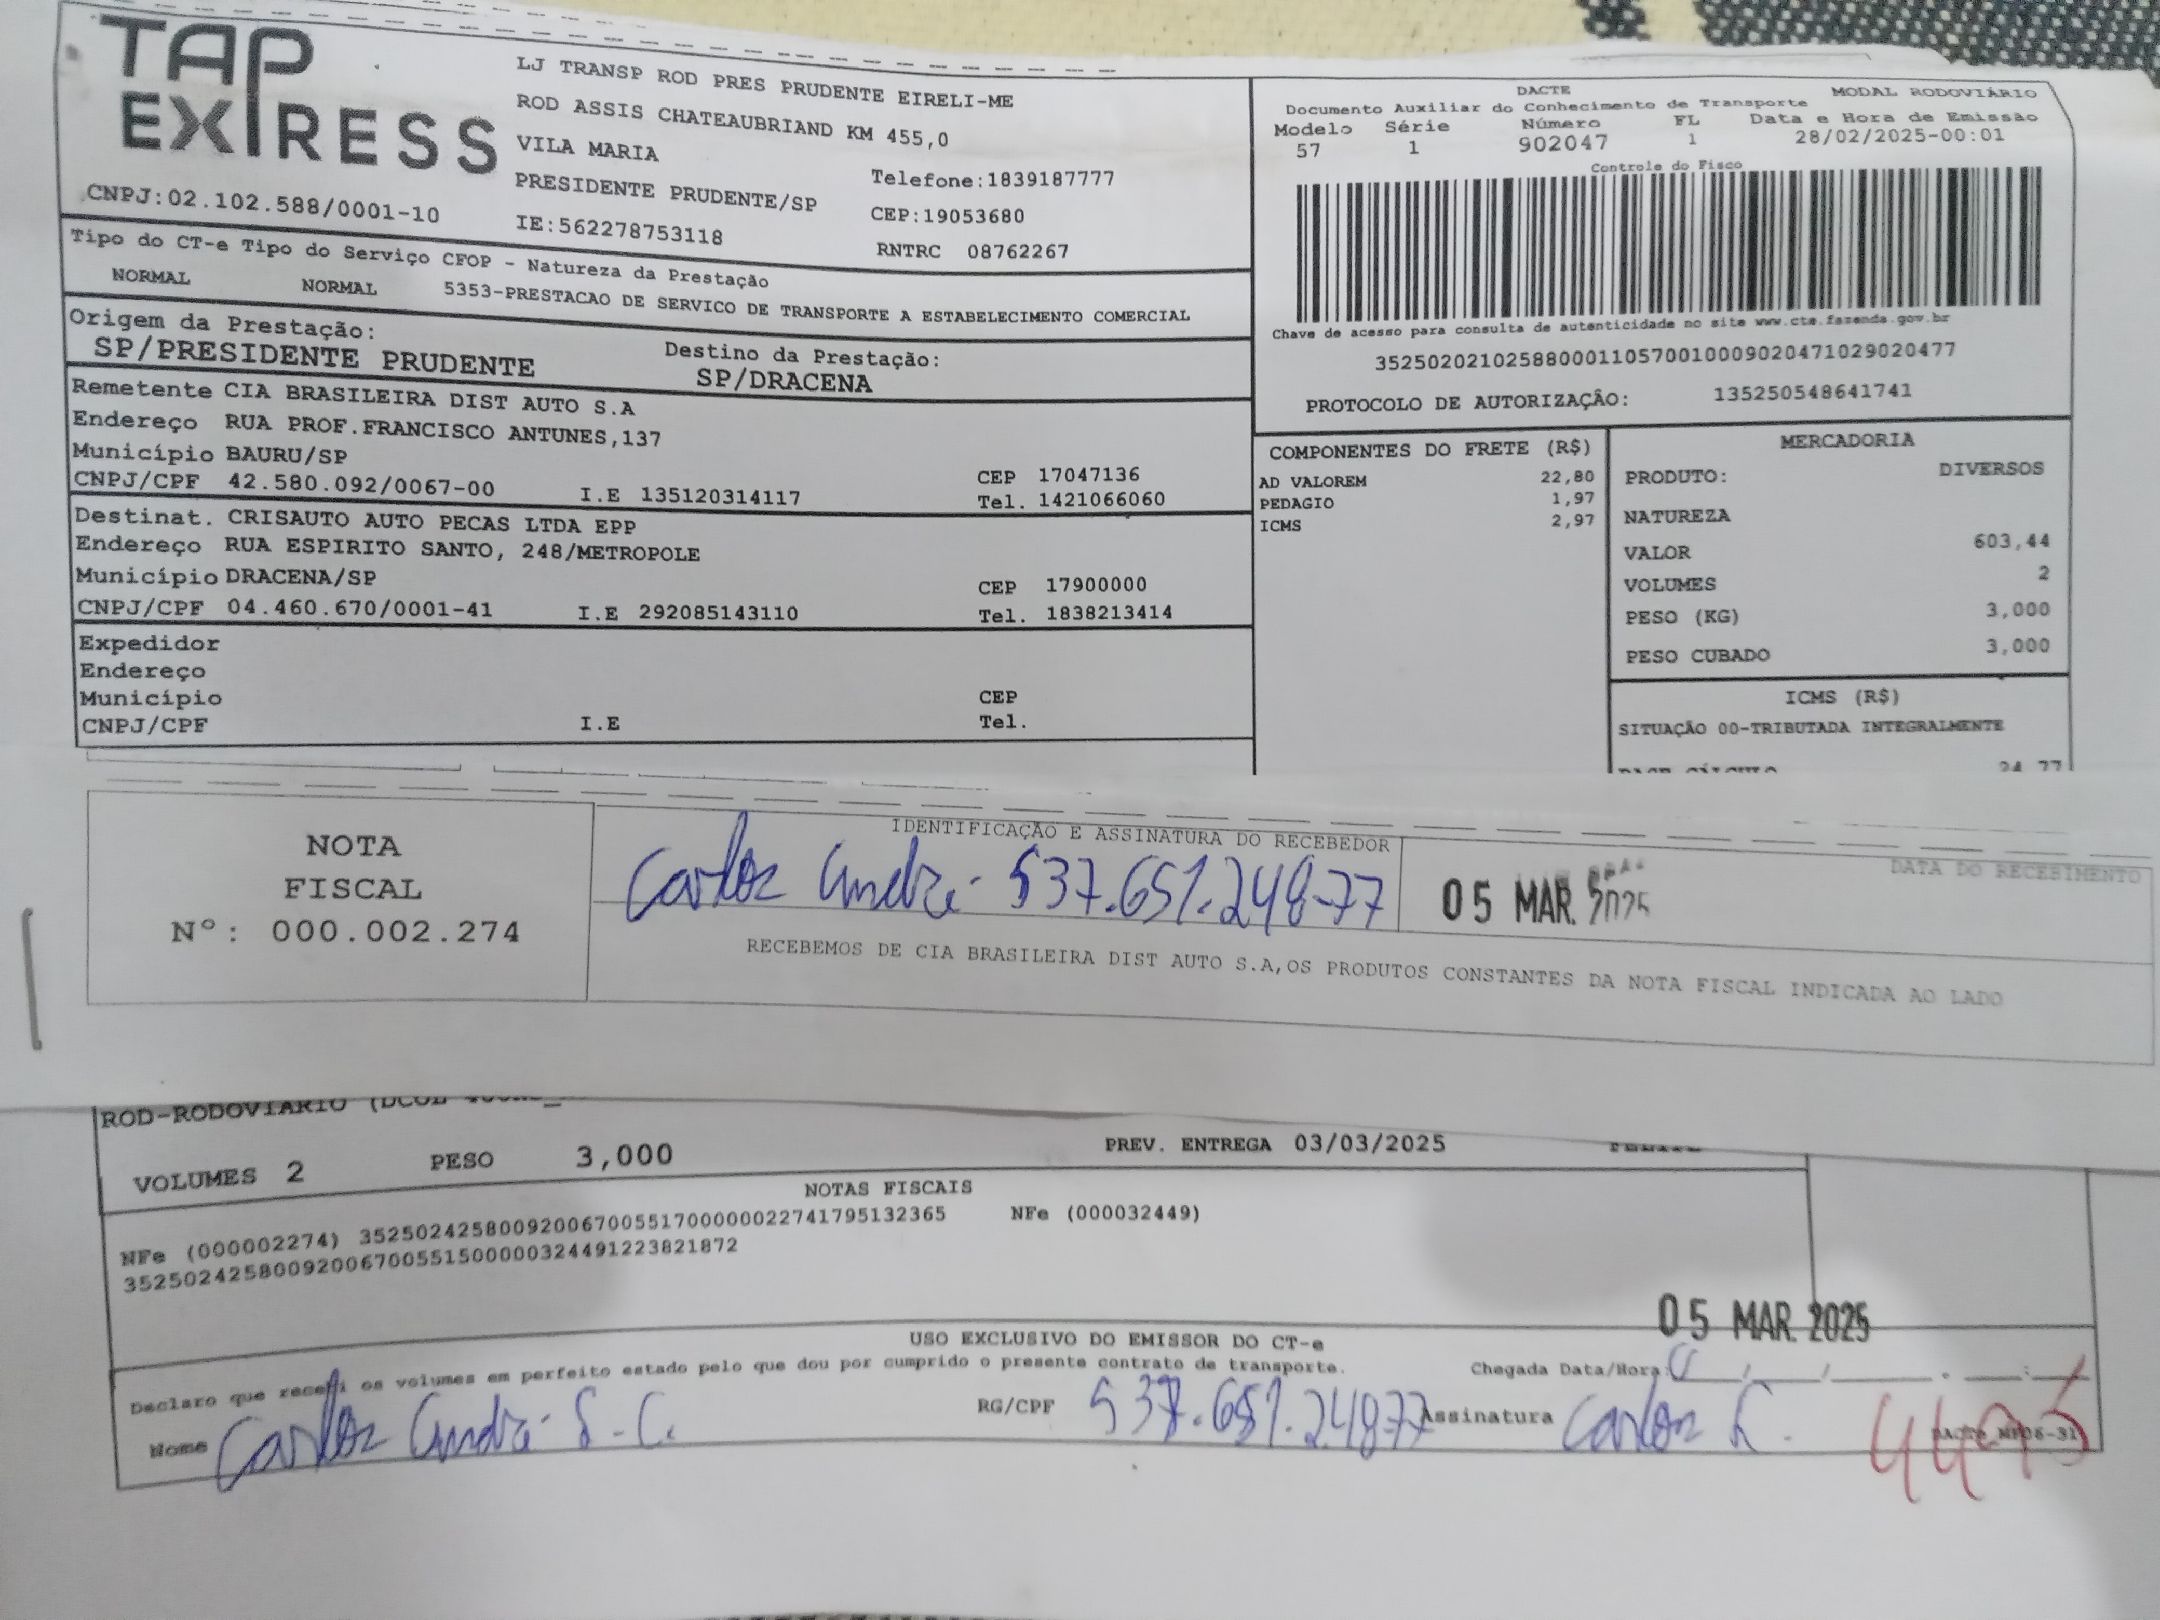 TAP EXPRESS
LJ TRANSP ROD PRES PRUDENTE EIRELI-ME
ROD ASSIS CHATEAUBRIAND KM 455,0
VILA MARIA
PRESIDENTE PRUDENTE/SP
Telefone:1839187777
CEP:19053680
CNPJ:02.102.588/0001-10
IE:562278753118
RNTRC 08762267
DACTE
MODAL RODOVIÁRIO
Documento Auxiliar do Conhecimento de Transporte
Modelo Série Número FL Data e Hora de Emissão
57 1 902047 1 28/02/2025-00:01
Controle do Fisco
Chave de acesso para consulta de autenticidade no site www.cte.fazenda.gov.br
35250202102588000110570010009020471029020477
PROTOCOLO DE AUTORIZAÇÂO: 135250548641741
Tipo do CT-e Tipo do Serviço CFOP - Natureza da Prestação
NORMAL NORMAL 5353-PRESTACAO DE SERVICO DE TRANSPORTE A ESTABELECIMENTO COMERCIAL
Origem da Prestação:
SP/PRESIDENTE PRUDENTE
Destino da Prestação:
SP/DRACENA
Remetente CIA BRASILEIRA DIST AUTO S.A
Endereço RUA PROF.FRANCISCO ANTUNES,137
Município BAURU/SP CEP 17047136
CNPJ/CPF 42.580.092/0067-00 I.E 135120314117 Tel. 1421066060
Destinat. CRISAUTO AUTO PECAS LTDA EPP
Endereço RUA ESPIRITO SANTO, 248/METROPOLE
Município DRACENA/SP CEP 17900000
CNPJ/CPF 04.460.670/0001-41 I.E 292085143110 Tel. 1838213414
Expedidor
Endereço
Município CEP
CNPJ/CPF I.E Tel.
COMPONENTES DO FRETE (R$)
AD VALOREM 22,80
PEDAGIO 1,97
ICMS 2,97
MERCADORIA
PRODUTO: DIVERSOS
NATUREZA
VALOR 603,44
VOLUMES 2
PESO (KG) 3,000
PESO CUBADO 3,000
ICMS (R$)
SITUAÇÃO 00-TRIBUTADA INTEGRALMENTE
24,77
NOTA
FISCAL
Nº: 000.002.274
IDENTIFICAÇÃO E ASSINATURA DO RECEBEDOR
Carlos André - 537.651.248-77
DATA DO RECEBIMENTO
05 MAR. 2025
RECEBEMOS DE CIA BRASILEIRA DIST AUTO S.A,OS PRODUTOS CONSTANTES DA NOTA FISCAL INDICADA AO LADO
ROD-RODOVIARIO
VOLUMES 2 PESO 3,000 PREV. ENTREGA 03/03/2025
NOTAS FISCAIS
NFe (000002274) 35250242580092006700551700000022741795132365 NFe (000032449)
35250242580092006700551500000324491223821872
05 MAR. 2025
USO EXCLUSIVO DO EMISSOR DO CT-e
Declaro que recebi os volumes em perfeito estado pelo que dou por cumprido o presente contrato de transporte.
Chegada Data/Hora: / / . :
Nome Carlos André S. C. RG/CPF 537.651.248-77 Assinatura Carlos